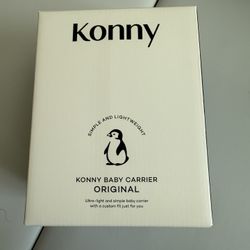 Konny
SIMPLE AND LIGHTWEIGHT
KONNY BABY CARRIER
ORIGINAL
Ultra-light and simple baby carrier
with a custom fit just for you